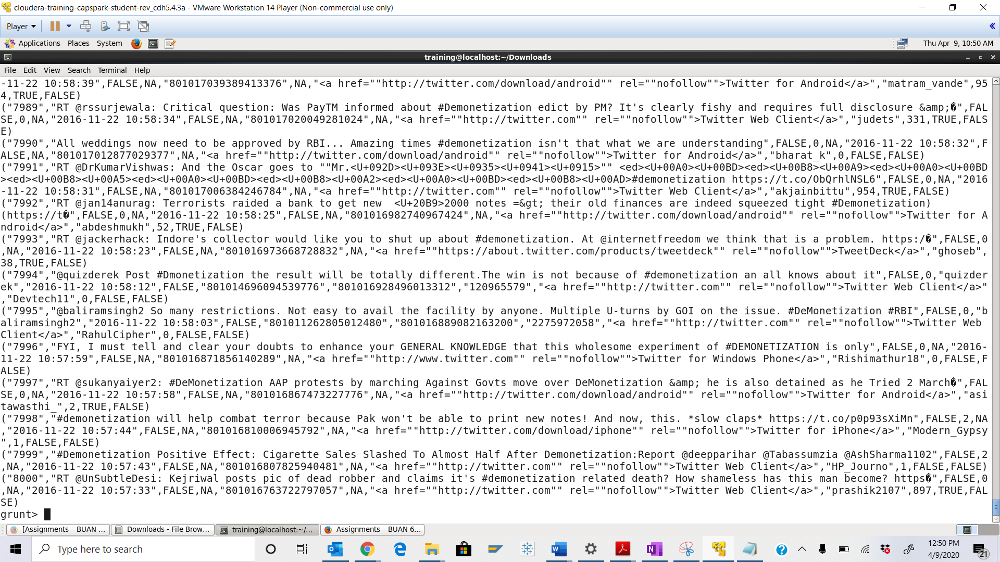 cloudera-training-capspark-student-rev_cdh5.4.3a - VMware Workstation 14 Player (Non-commercial use only)
Player
Applications Places System Thu Apr 9, 10:50 AM
training@localhost:~/Downloads
File Edit View Search Terminal Help
-11-22 10:58:39",FALSE,NA,"801017039389413376",NA,"<a href=""http://twitter.com/download/android"" rel=""nofollow"">Twitter for Android</a>","matram_vande",95
4,TRUE,FALSE)
("7989","RT @rssurjewala: Critical question: Was PayTM informed about #Demonetization edict by PM? It's clearly fishy and requires full disclosure &amp;�",FAL
SE,0,NA,"2016-11-22 10:58:34",FALSE,NA,"801017020049281024",NA,"<a href=""http://twitter.com"" rel=""nofollow"">Twitter Web Client</a>","judets",331,TRUE,FALS
E)
("7990","All weddings now need to be approved by RBI... Amazing times #demonetization isn't that what we are understanding",FALSE,0,NA,"2016-11-22 10:58:32",F
ALSE,NA,"801017012877029377",NA,"<a href=""http://twitter.com/download/android"" rel=""nofollow"">Twitter for Android</a>","bharat_k",0,FALSE,FALSE)
("7991","RT @DrKumarVishwas: And the Oscar goes to ""Mr.<U+092D><U+093E><U+0935><U+0941><U+0915>"" <ed><U+00A0><U+00BD><ed><U+00B8><U+00A9><ed><U+00A0><U+00BD
><ed><U+00B8><U+00A5><ed><U+00A0><U+00BD><ed><U+00B8><U+00A2><ed><U+00A0><U+00BD><ed><U+00B8><U+00AD>#demonetization https://t.co/ObQrhlNSL6",FALSE,0,NA,"2016
-11-22 10:58:31",FALSE,NA,"801017006384246784",NA,"<a href=""http://twitter.com"" rel=""nofollow"">Twitter Web Client</a>","akjainbittu",954,TRUE,FALSE)
("7992","RT @jan14anurag: Terrorists raided a bank to get new  <U+20B9>2000 notes =&gt; their old finances are indeed squeezed tight #Demonetization)
(https://t�",FALSE,0,NA,"2016-11-22 10:58:25",FALSE,NA,"801016982740967424",NA,"<a href=""http://twitter.com/download/android"" rel=""nofollow"">Twitter for A
ndroid</a>","abdeshmukh",52,TRUE,FALSE)
("7993","RT @jackerhack: Indore's collector would like you to shut up about #demonetization. At @internetfreedom we think that is a problem. https:/�",FALSE,0
,NA,"2016-11-22 10:58:23",FALSE,NA,"801016973668728832",NA,"<a href=""https://about.twitter.com/products/tweetdeck"" rel=""nofollow"">TweetDeck</a>","ghoseb",
38,TRUE,FALSE)
("7994","@quizderek Post #Dmonetization the result will be totally different.The win is not because of #demonetization an all knows about it",FALSE,0,"quizder
ek","2016-11-22 10:58:12",FALSE,"801014696094539776","801016928496013312","120965579","<a href=""http://twitter.com"" rel=""nofollow"">Twitter Web Client</a>"
,"Devtech11",0,FALSE,FALSE)
("7995","@baliramsingh2 So many restrictions. Not easy to avail the facility by anyone. Multiple U-turns by GOI on the issue. #DeMonetization #RBI",FALSE,0,"b
aliramsingh2","2016-11-22 10:58:03",FALSE,"801011262805012480","801016889082163200","2275972058","<a href=""http://twitter.com"" rel=""nofollow"">Twitter Web
Client</a>","RahulCipher",0,FALSE,FALSE)
("7996","FYI, I must tell and clear your doubts to enhance your GENERAL KNOWLEDGE that this wholesome experiment of #DEMONETIZATION is only",FALSE,0,NA,"2016-
11-22 10:57:59",FALSE,NA,"801016871856140289",NA,"<a href=""http://www.twitter.com"" rel=""nofollow"">Twitter for Windows Phone</a>","Rishimathur18",0,FALSE,F
ALSE)
("7997","RT @sukanyaiyer2: #DeMonetization AAP protests by marching Against Govts move over DeMonetization &amp; he is also detained as he Tried 2 March�",FAL
SE,0,NA,"2016-11-22 10:57:58",FALSE,NA,"801016867473227776",NA,"<a href=""http://twitter.com/download/android"" rel=""nofollow"">Twitter for Android</a>","asi
tawasthi_",2,TRUE,FALSE)
("7998","#demonetization will help combat terror because Pak won't be able to print new notes! And now, this. *slow claps* https://t.co/p0p93sXiMn",FALSE,2,NA
,"2016-11-22 10:57:44",FALSE,NA,"801016810006945792",NA,"<a href=""http://twitter.com/download/iphone"" rel=""nofollow"">Twitter for iPhone</a>","Modern_Gypsy
",1,FALSE,FALSE)
("7999","#Demonetization Positive Effect: Cigarette Sales Slashed To Almost Half After Demonetization:Report @deepparihar @Tabassumzia @AshSharma1102",FALSE,2
,NA,"2016-11-22 10:57:43",FALSE,NA,"801016807825940481",NA,"<a href=""http://twitter.com"" rel=""nofollow"">Twitter Web Client</a>","HP_Journo",1,FALSE,FALSE)
("8000","RT @UnSubtleDesi: Kejriwal posts pic of dead robber and claims it's #demonetization related death? How shameless has this man become? https�",FALSE,0
,NA,"2016-11-22 10:57:33",FALSE,NA,"801016763722797057",NA,"<a href=""http://twitter.com"" rel=""nofollow"">Twitter Web Client</a>","prashik2107",897,TRUE,FAL
SE)
grunt>
[Assignments – BUAN ... Downloads - File Brow... training@localhost:~/... Assignments – BUAN 6...
Type here to search
12:50 PM
4/9/2020
21